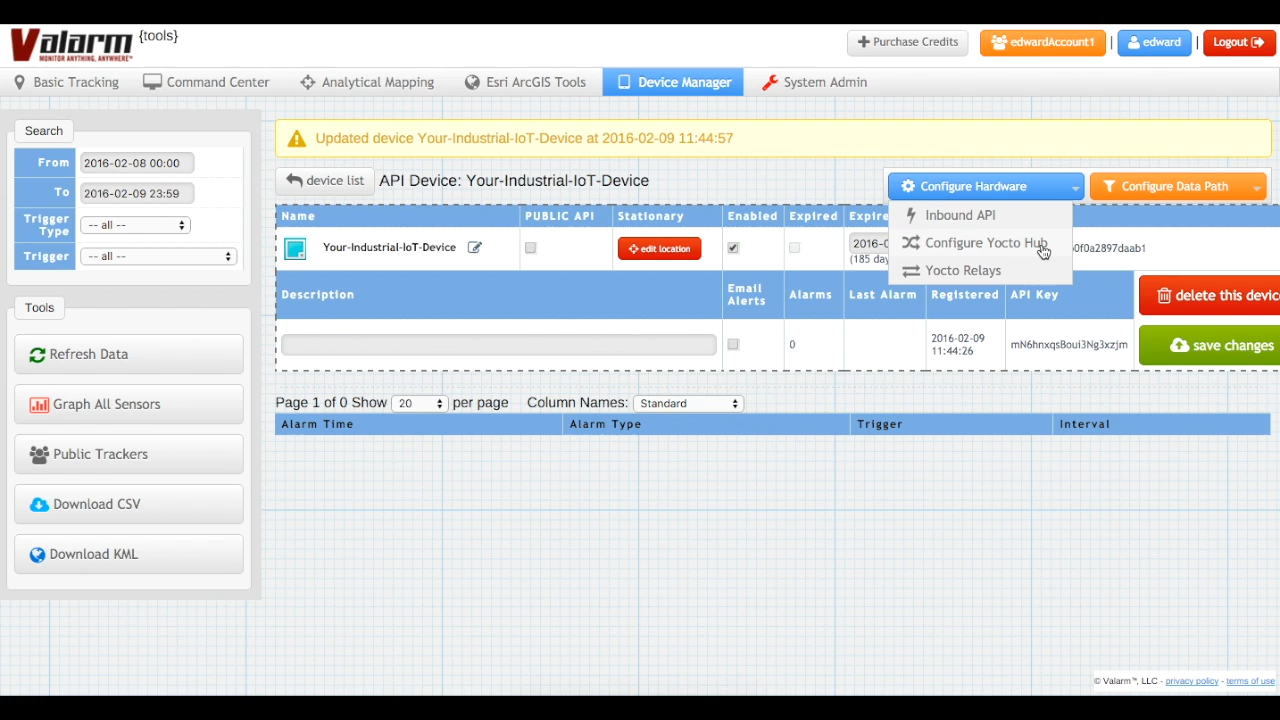 Valarm {tools}
MONITOR ANYTHING, ANYWHERE™
Purchase Credits
edwardAccount1
edward
Logout
Basic Tracking
Command Center
Analytical Mapping
Esri ArcGIS Tools
Device Manager
System Admin
Search
From 2016-02-08 00:00
To 2016-02-09 23:59
Trigger Type -- all --
Trigger -- all --
Tools
Refresh Data
Graph All Sensors
Public Trackers
Download CSV
Download KML
Updated device Your-Industrial-IoT-Device at 2016-02-09 11:44:57
device list API Device: Your-Industrial-IoT-Device
Configure Hardware
Configure Data Path
Inbound API
Configure Yocto Hub
Yocto Relays
Name PUBLIC API Stationary Enabled Expired Expire
Your-Industrial-IoT-Device edit location 2016-0
(185 day
0f0a2897daab1
Description Email Alerts Alarms Last Alarm Registered API Key
delete this devic
0 2016-02-09 11:44:26 mN6hnxqsBoui3Ng3xzjm
save changes
Page 1 of 0 Show 20 per page Column Names: Standard
Alarm Time Alarm Type Trigger Interval
© Valarm™, LLC - privacy policy - terms of use